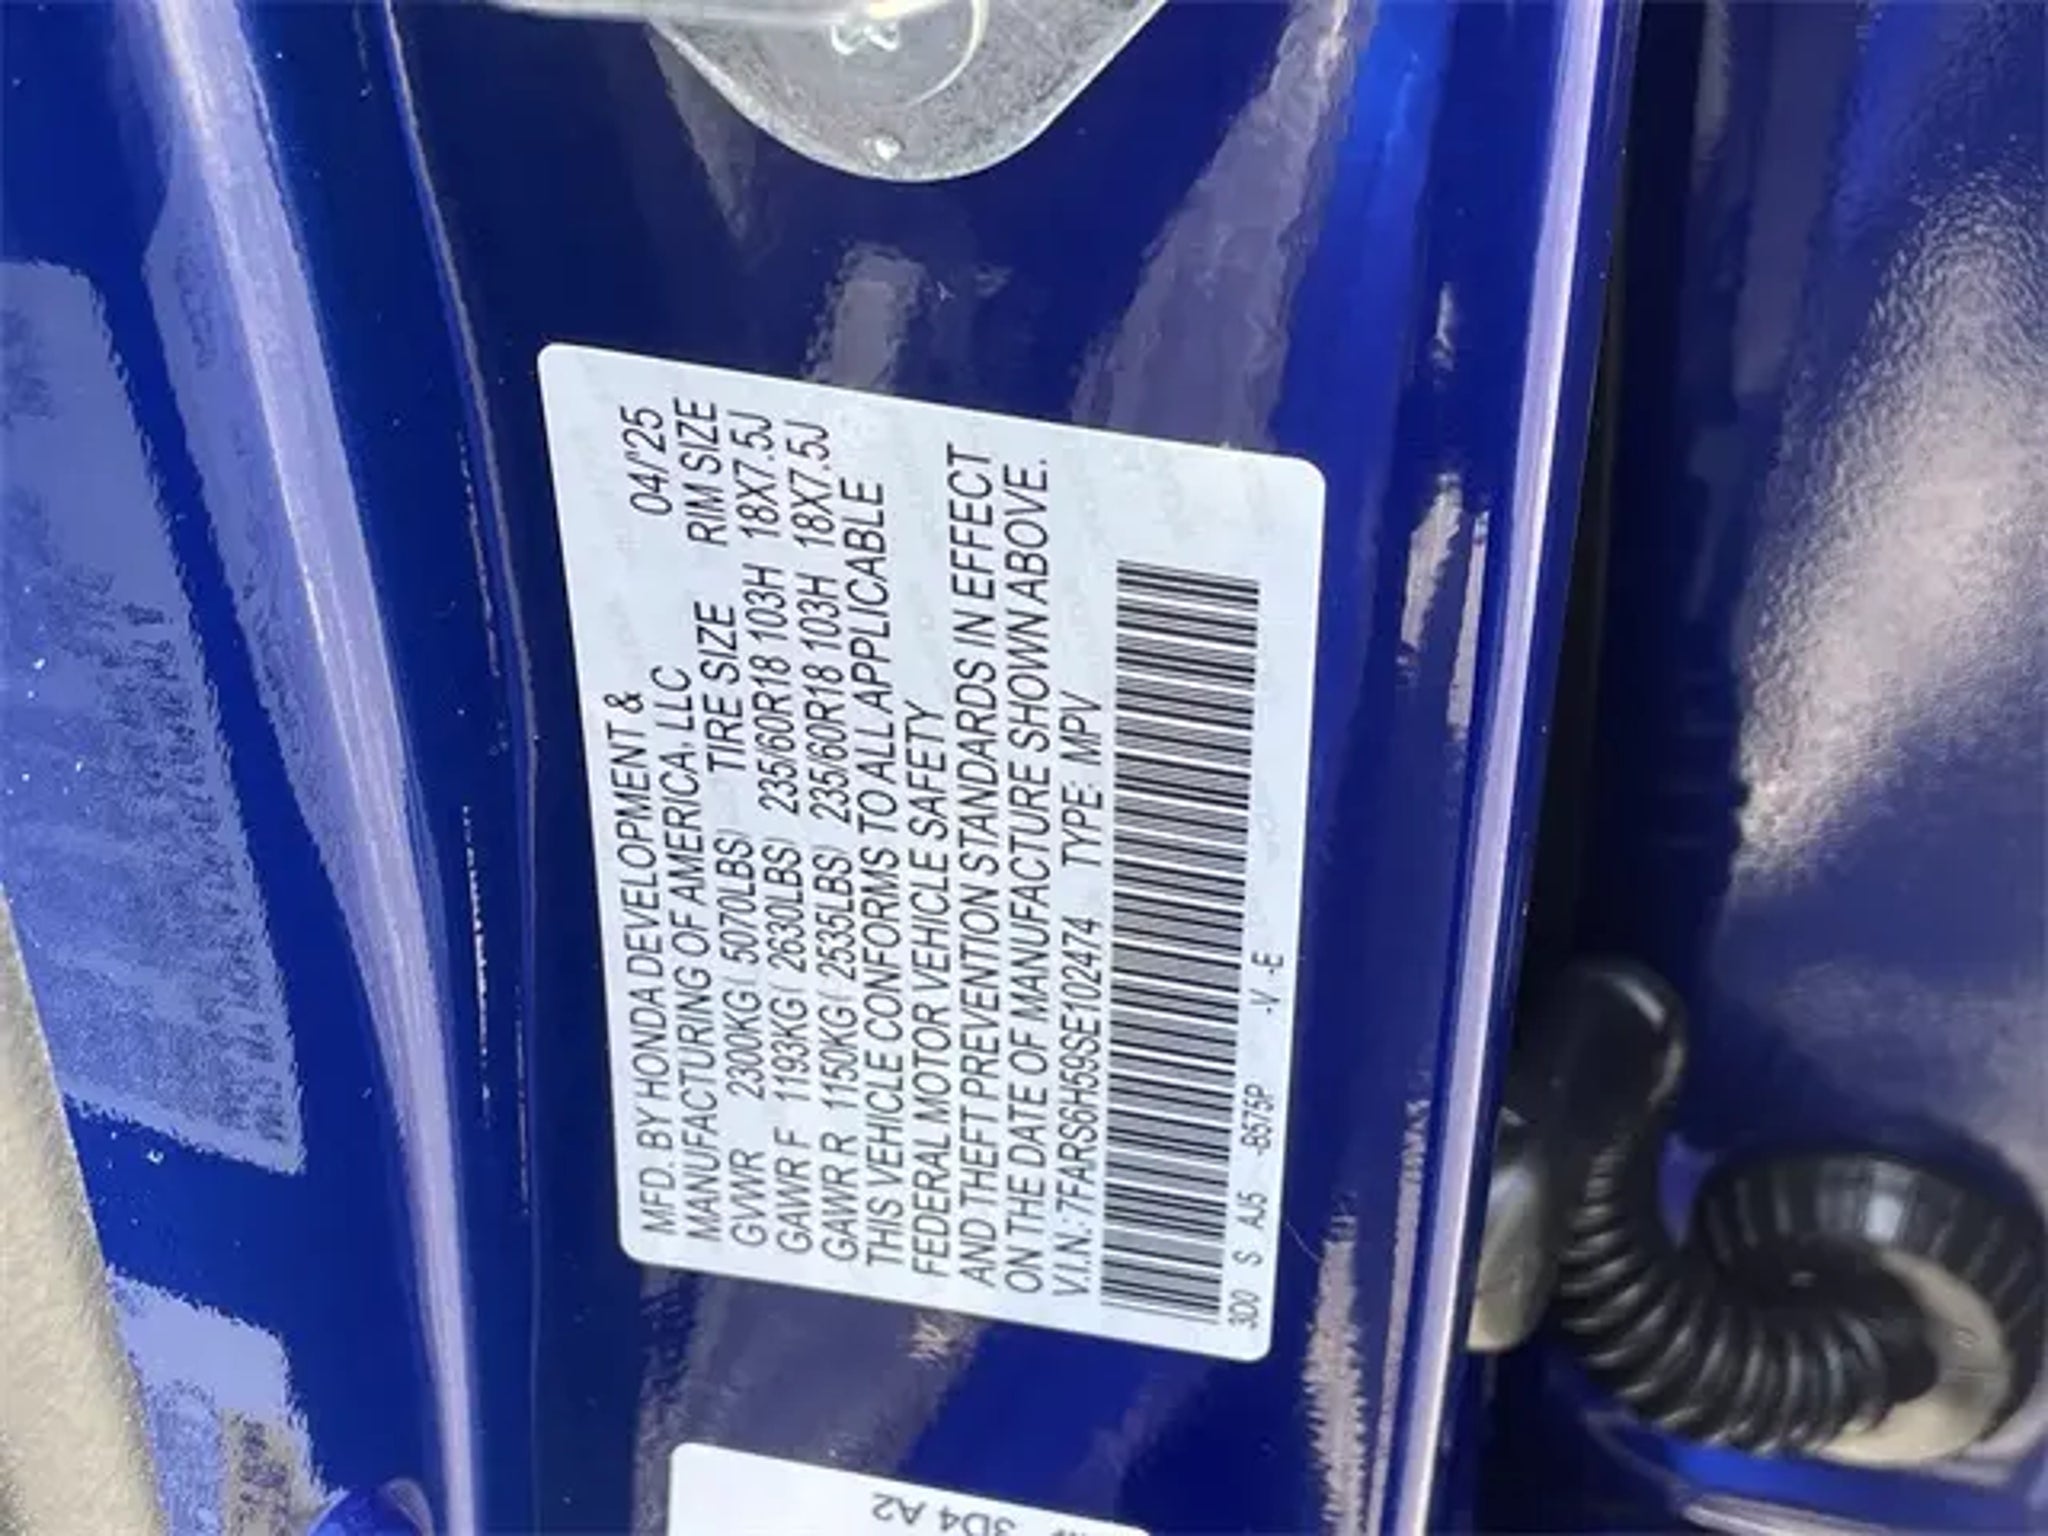 MFD. BY HONDA DEVELOPMENT &
MANUFACTURING OF AMERICA, LLC 04/'25
GVWR 2300KG ( 5070LBS) TIRE SIZE RIM SIZE
GAWR F 1193KG ( 2630LBS) 235/60R18 103H 18X7.5J
GAWR R 1150KG ( 2535LBS) 235/60R18 103H 18X7.5J
THIS VEHICLE CONFORMS TO ALL APPLICABLE
FEDERAL MOTOR VEHICLE SAFETY
AND THEFT PREVENTION STANDARDS IN EFFECT
ON THE DATE OF MANUFACTURE SHOWN ABOVE.
V.I.N.: 7FARS6H59SE102474 TYPE: MPV
3D0 S AJ5 -B575P -V -E
3D4 A2